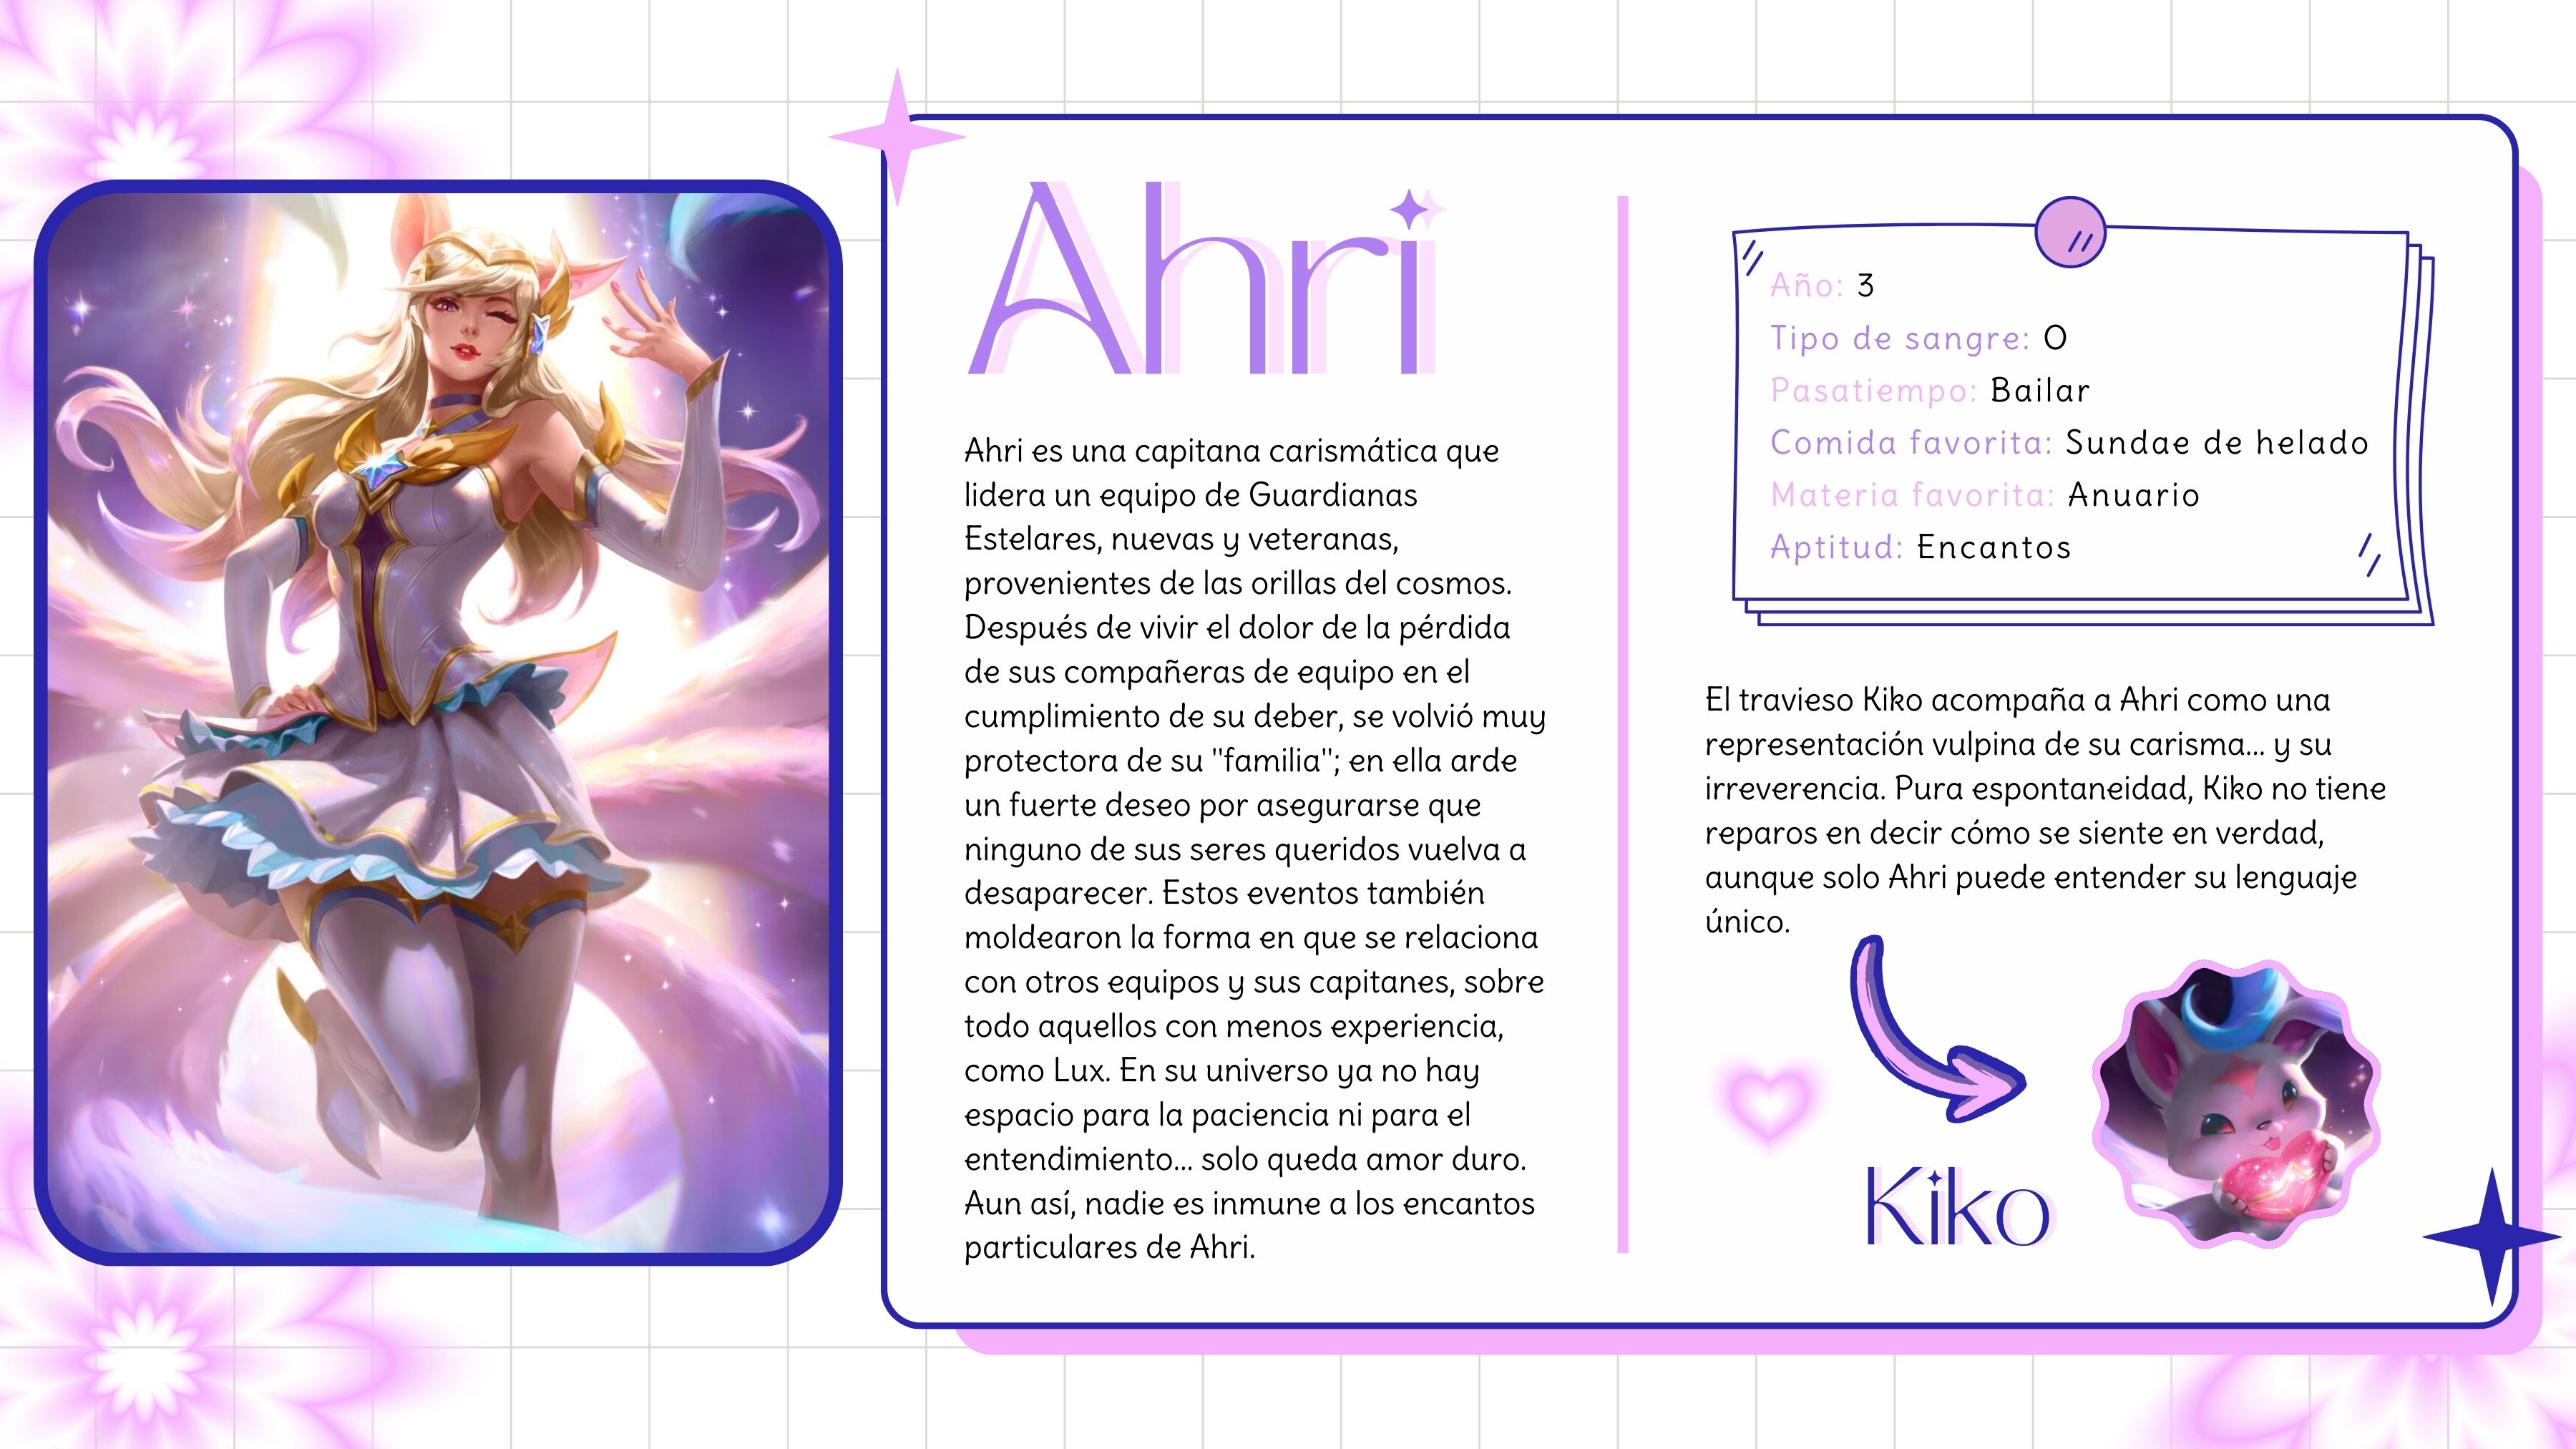 Ahri
Ahri es una capitana carismática que
lidera un equipo de Guardianas
Estelares, nuevas y veteranas,
provenientes de las orillas del cosmos.
Después de vivir el dolor de la pérdida
de sus compañeras de equipo en el
cumplimiento de su deber, se volvió muy
protectora de su "familia"; en ella arde
un fuerte deseo por asegurarse que
ninguno de sus seres queridos vuelva a
desaparecer. Estos eventos también
moldearon la forma en que se relaciona
con otros equipos y sus capitanes, sobre
todo aquellos con menos experiencia,
como Lux. En su universo ya no hay
espacio para la paciencia ni para el
entendimiento... solo queda amor duro.
Aun así, nadie es inmune a los encantos
particulares de Ahri.
Año: 3
Tipo de sangre: O
Pasatiempo: Bailar
Comida favorita: Sundae de helado
Materia favorita: Anuario
Aptitud: Encantos
El travieso Kiko acompaña a Ahri como una
representación vulpina de su carisma... y su
irreverencia. Pura espontaneidad, Kiko no tiene
reparos en decir cómo se siente en verdad,
aunque solo Ahri puede entender su lenguaje
único.
Kiko